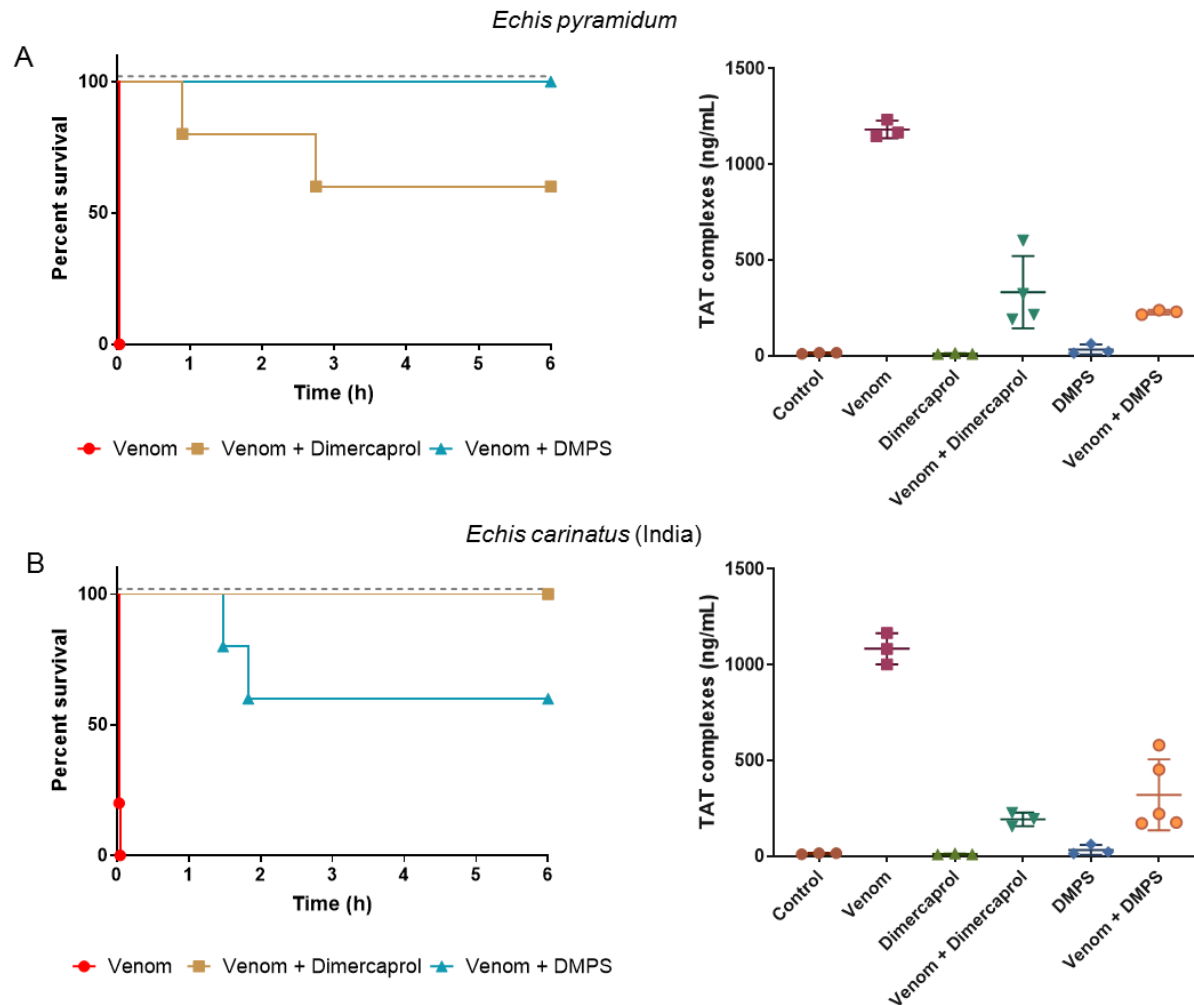 Echis pyramidum
A
Percent survival
100
50
0
0 1 2 3 4 5 6
Time (h)
Venom Venom + Dimercaprol Venom + DMPS
TAT complexes (ng/mL)
1500
1000
500
0
Control
Venom
Dimercaprol
Venom + Dimercaprol
DMPS
Venom + DMPS
Echis carinatus (India)
B
Percent survival
100
50
0
0 1 2 3 4 5 6
Time (h)
Venom Venom + Dimercaprol Venom + DMPS
TAT complexes (ng/mL)
1500
1000
500
0
Control
Venom
Dimercaprol
Venom + Dimercaprol
DMPS
Venom + DMPS